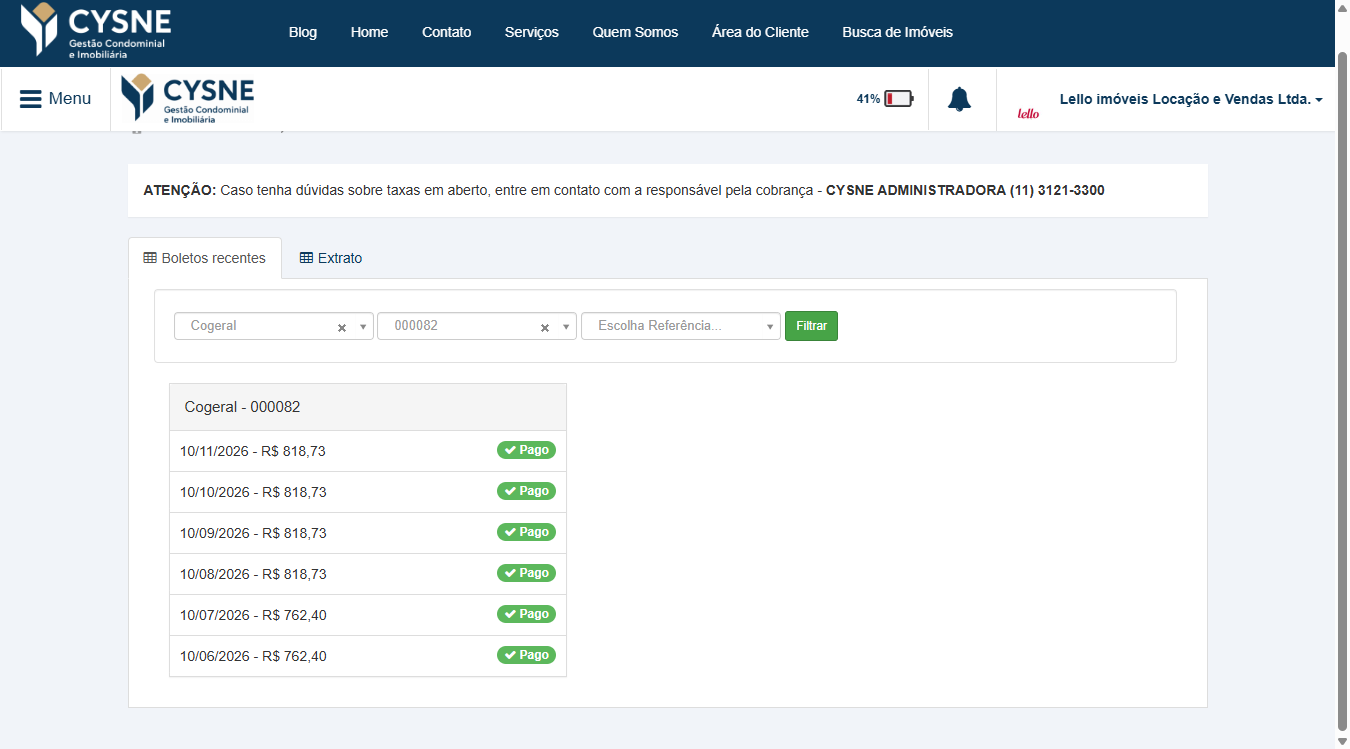 CYSNE
Gestão Condominial
e Imobiliária
Blog Home Contato Serviços Quem Somos Área do Cliente Busca de Imóveis
Menu
CYSNE
Gestão Condominial
e Imobiliária
41%
lello
Lello imóveis Locação e Vendas Ltda.
ATENÇÃO: Caso tenha dúvidas sobre taxas em aberto, entre em contato com a responsável pela cobrança - CYSNE ADMINISTRADORA (11) 3121-3300
Boletos recentes Extrato
Cogeral 000082 Escolha Referência... Filtrar
Cogeral - 000082
10/11/2026 - R$ 818,73 Pago
10/10/2026 - R$ 818,73 Pago
10/09/2026 - R$ 818,73 Pago
10/08/2026 - R$ 818,73 Pago
10/07/2026 - R$ 762,40 Pago
10/06/2026 - R$ 762,40 Pago